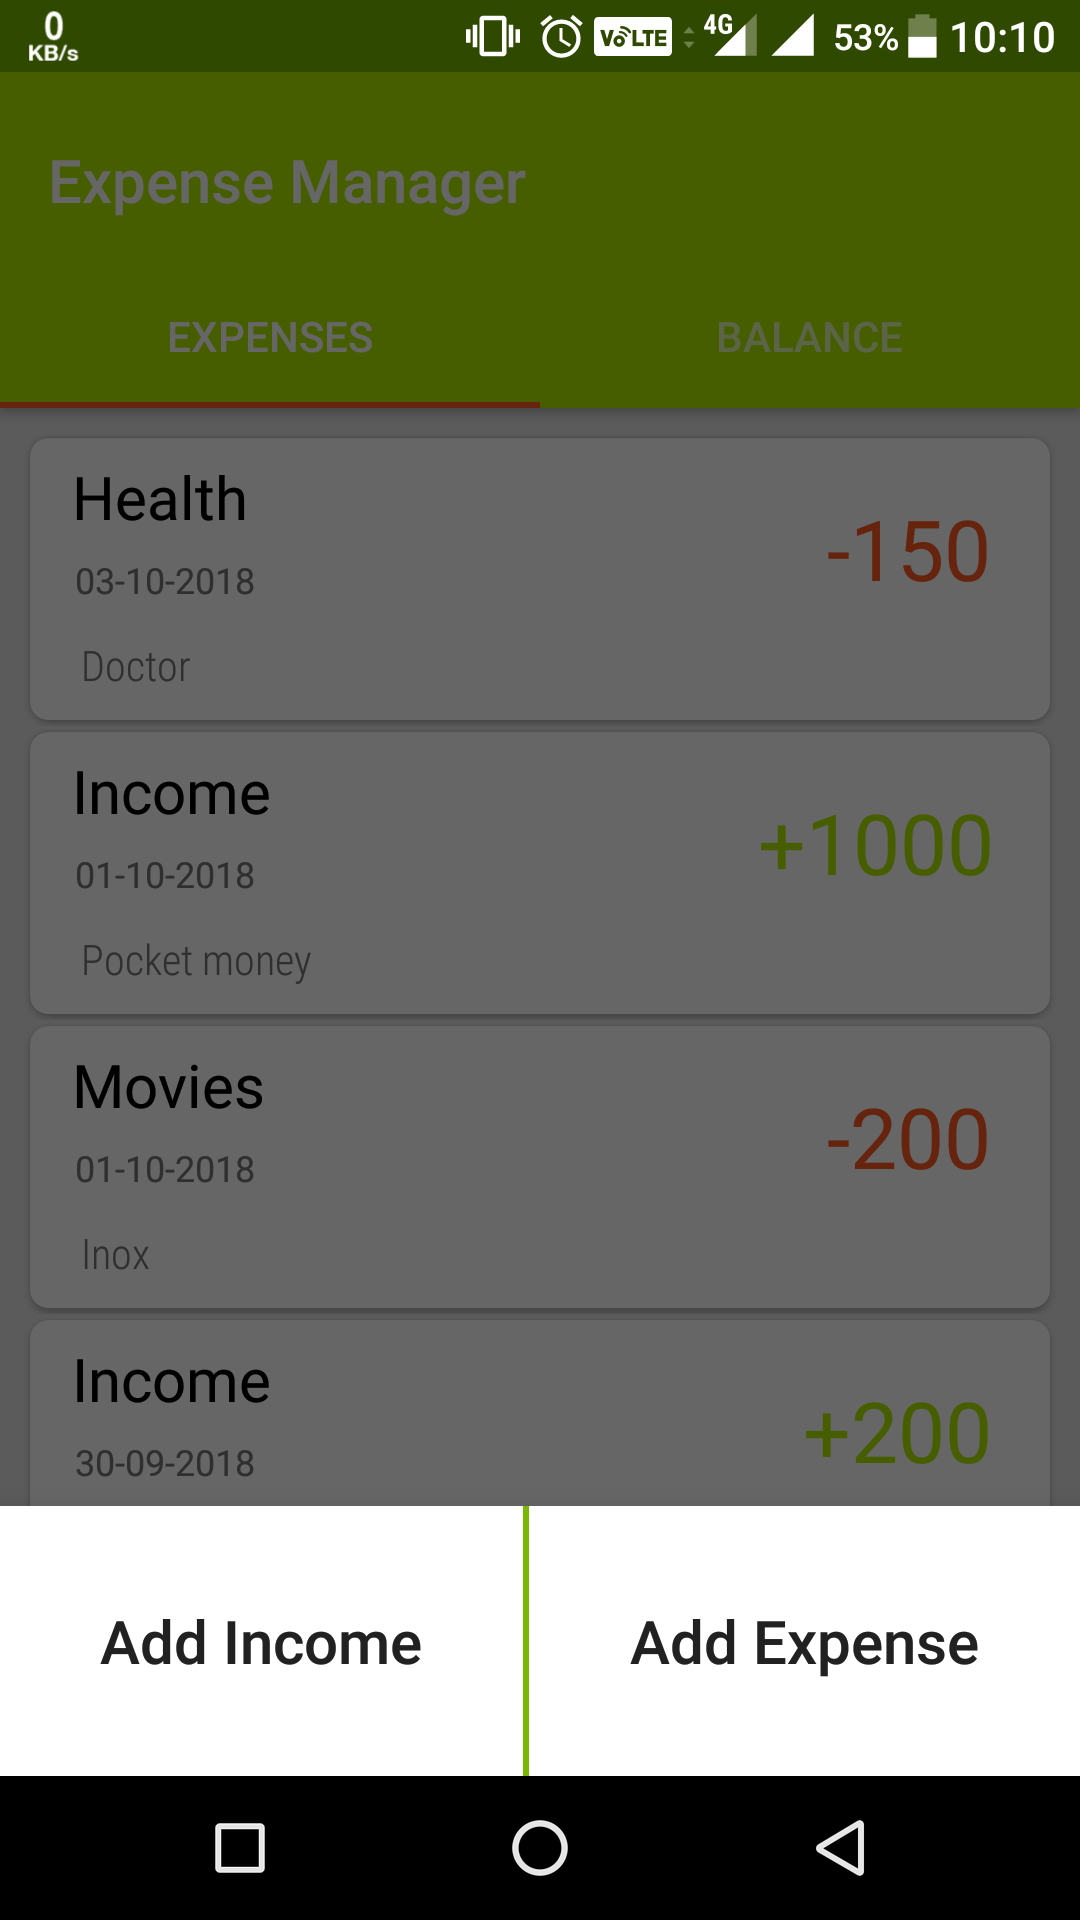 0
KB/s
VoLTE 4G 53% 10:10
Expense Manager
EXPENSES BALANCE
Health
-150
03-10-2018
Doctor
Income
+1000
01-10-2018
Pocket money
Movies
-200
01-10-2018
Inox
Income
+200
30-09-2018
Add Income Add Expense